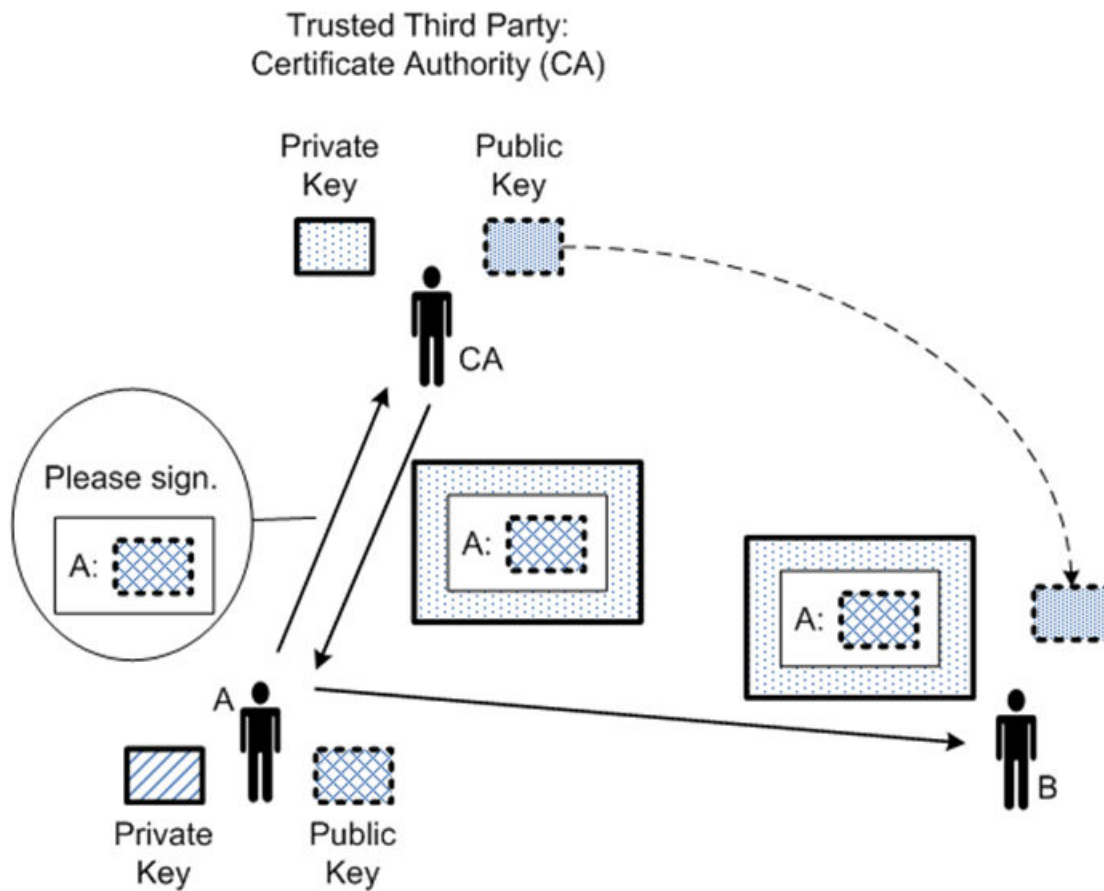 Trusted Third Party:
Certificate Authority (CA)
Private
Key
Public
Key
CA
Please sign.
A:
A:
A:
A
B
Private
Key
Public
Key